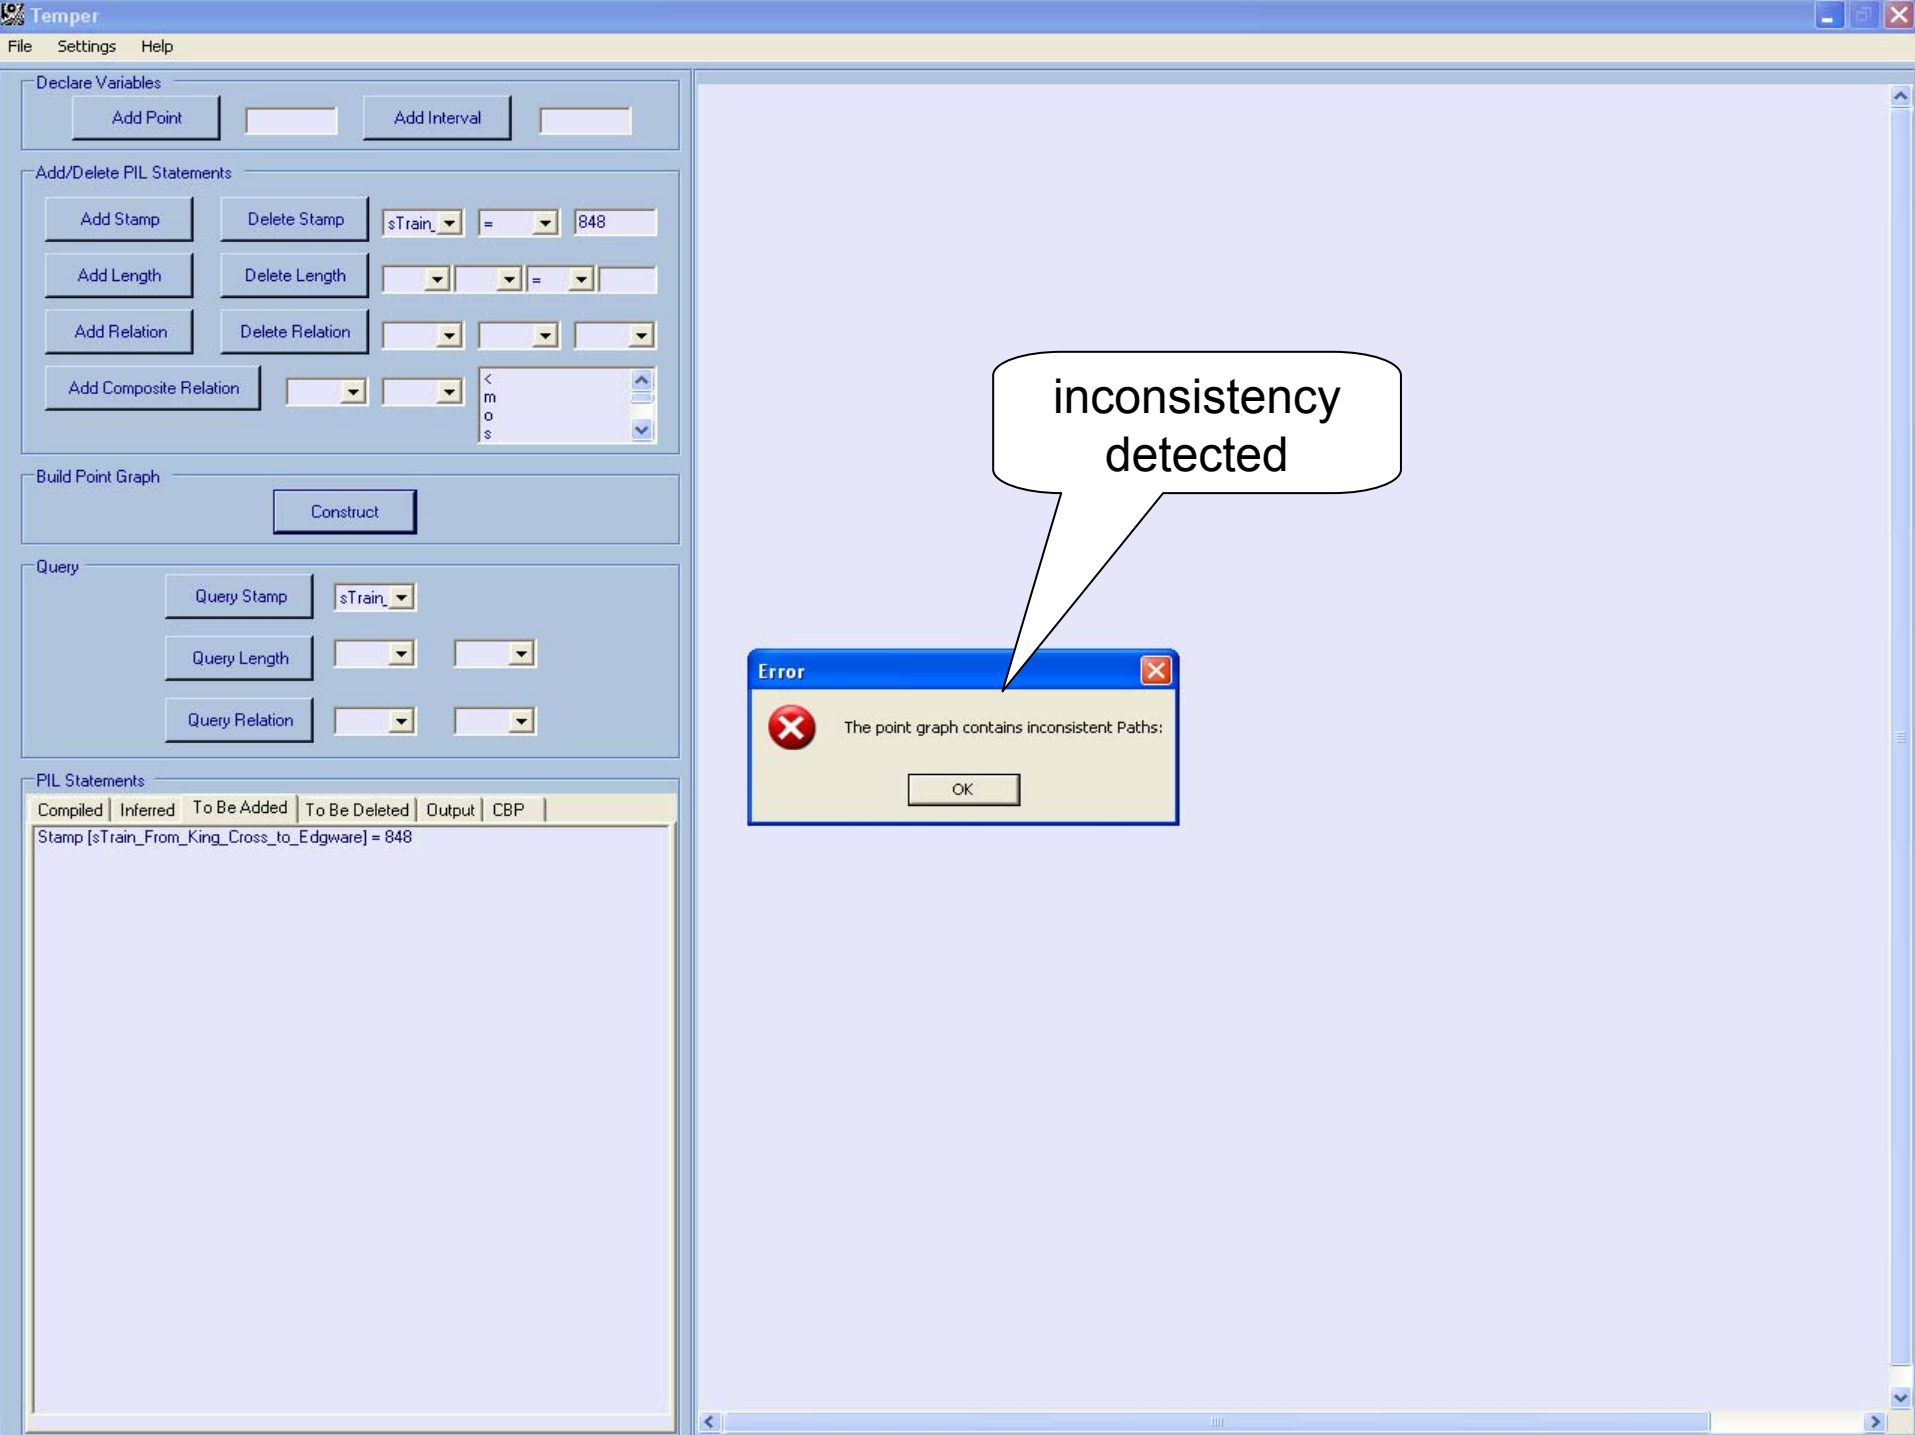 Temper
File Settings Help
Declare Variables
Add Point Add Interval
Add/Delete PIL Statements
Add Stamp Delete Stamp sTrain_ = 848
Add Length Delete Length =
Add Relation Delete Relation
Add Composite Relation <
m
o
s
Build Point Graph
Construct
Query
Query Stamp sTrain_
Query Length
Query Relation
PIL Statements
Compiled Inferred To Be Added To Be Deleted Output CBP
Stamp [sTrain_From_King_Cross_to_Edgware] = 848
inconsistency
detected
Error
The point graph contains inconsistent Paths:
OK